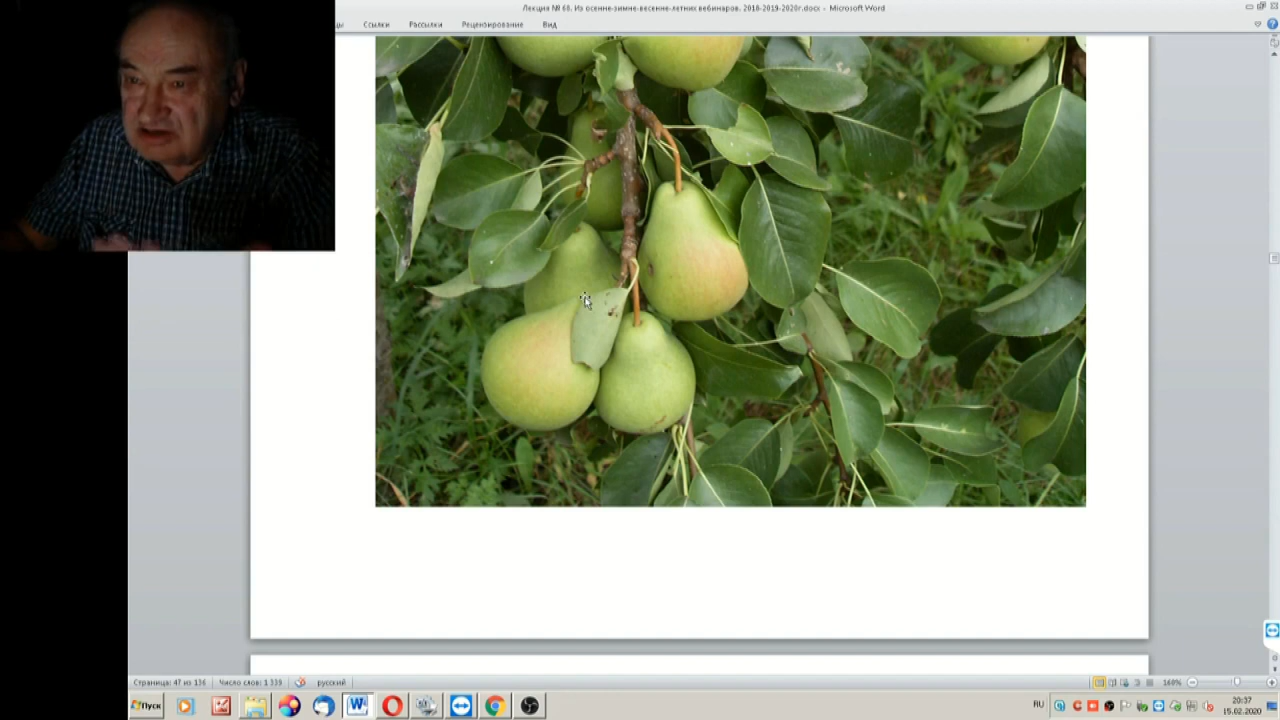 Лекция № 68. Из осенне-зимне-весенне-летних вебинаров. 2018-2019-2020г.docx - Microsoft Word
Ссылки Рассылки Рецензирование Вид
Страница: 47 из 136 Число слов: 1 339 русский 160%
Пуск RU 20:37
15.02.2020